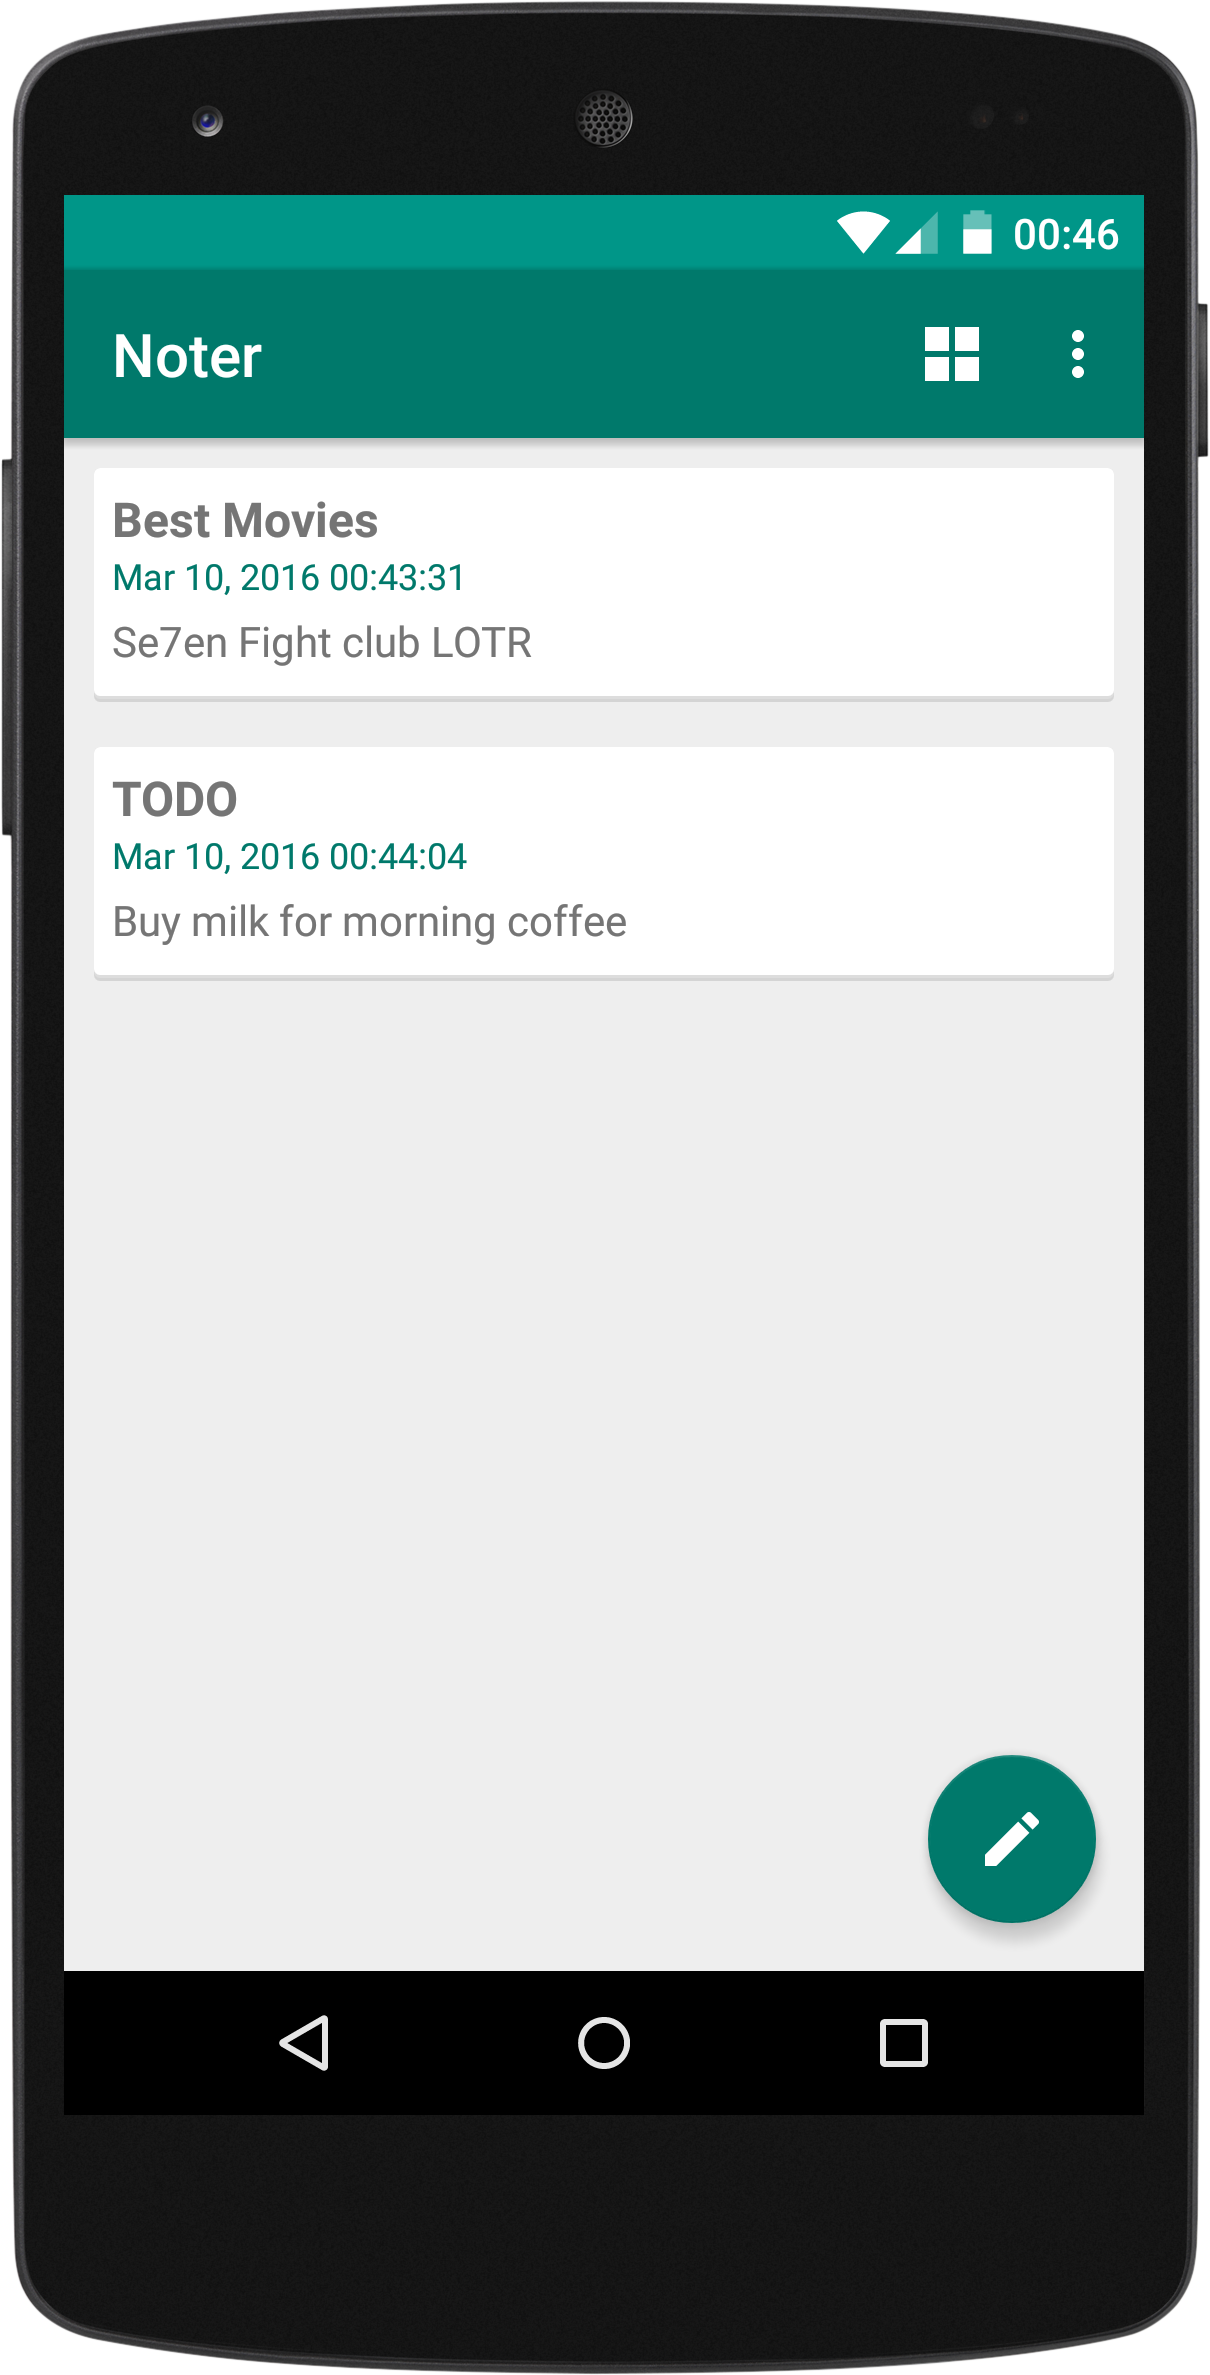 00:46
Noter
Best Movies
Mar 10, 2016 00:43:31
Se7en Fight club LOTR
TODO
Mar 10, 2016 00:44:04
Buy milk for morning coffee